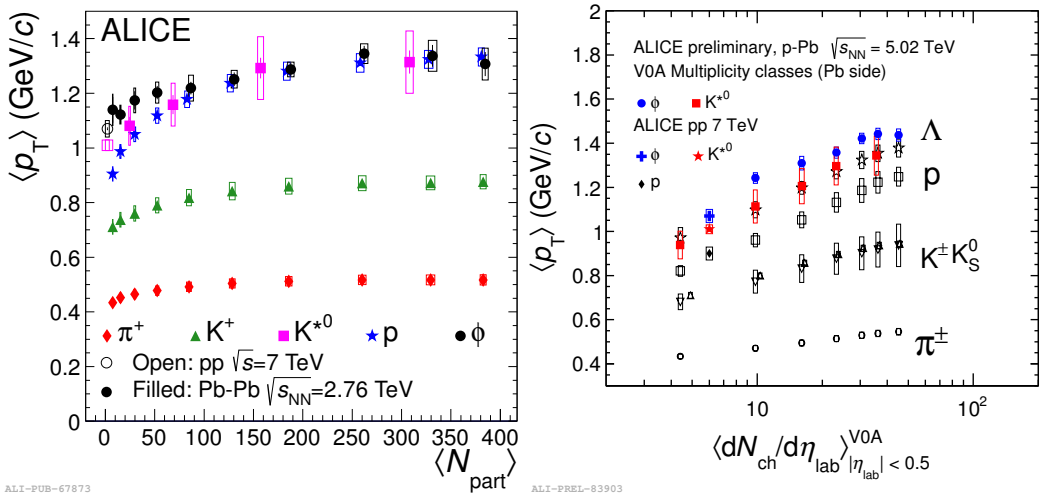 ALICE
⟨p_T⟩ (GeV/c)
1.4
1.2
1
0.8
0.6
0.4
0.2
0
π⁺ K⁺ K*⁰ p ϕ
Open: pp √s=7 TeV
Filled: Pb-Pb √s_NN=2.76 TeV
0 50 100 150 200 250 300 350 400
⟨N_part⟩
ALI-PUB-67873
⟨p_T⟩ (GeV/c)
2
1.8
1.6
1.4
1.2
1
0.8
0.6
0.4
ALICE preliminary, p-Pb √s_NN = 5.02 TeV
V0A Multiplicity classes (Pb side)
ϕ K*⁰
ALICE pp 7 TeV
ϕ K*⁰
p
Λ
p
K^± K_S^0
π^±
10 10²
⟨dN_ch/dη_lab⟩^V0A_|η_lab| < 0.5
ALI-PREL-83903